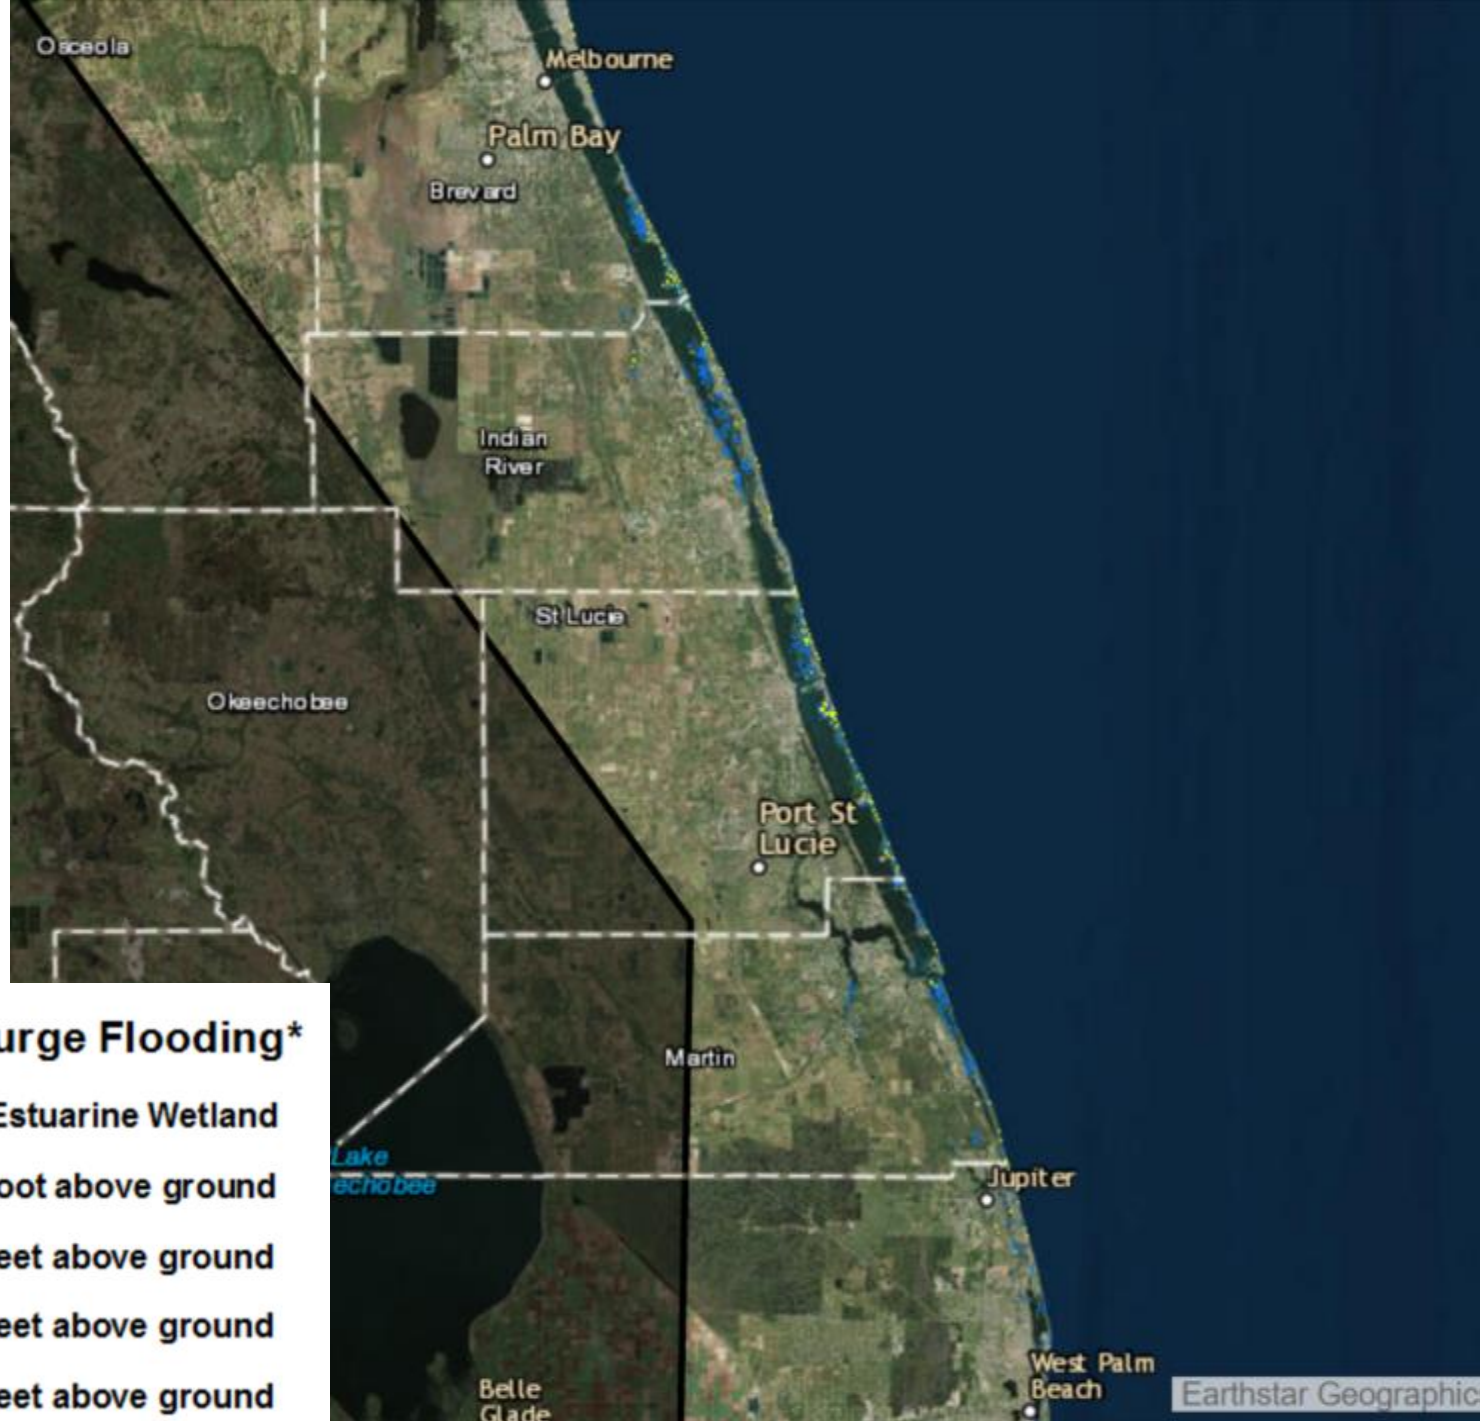 Osceola
Melbourne
Palm Bay
Brevard
Indian
River
St Lucie
Okeechobee
Port St
Lucie
Martin
Lake
echobee
Jupiter
West Palm
Beach
Belle
Glade
Earthstar Geographic
urge Flooding*
Estuarine Wetland
oot above ground
eet above ground
eet above ground
eet above ground